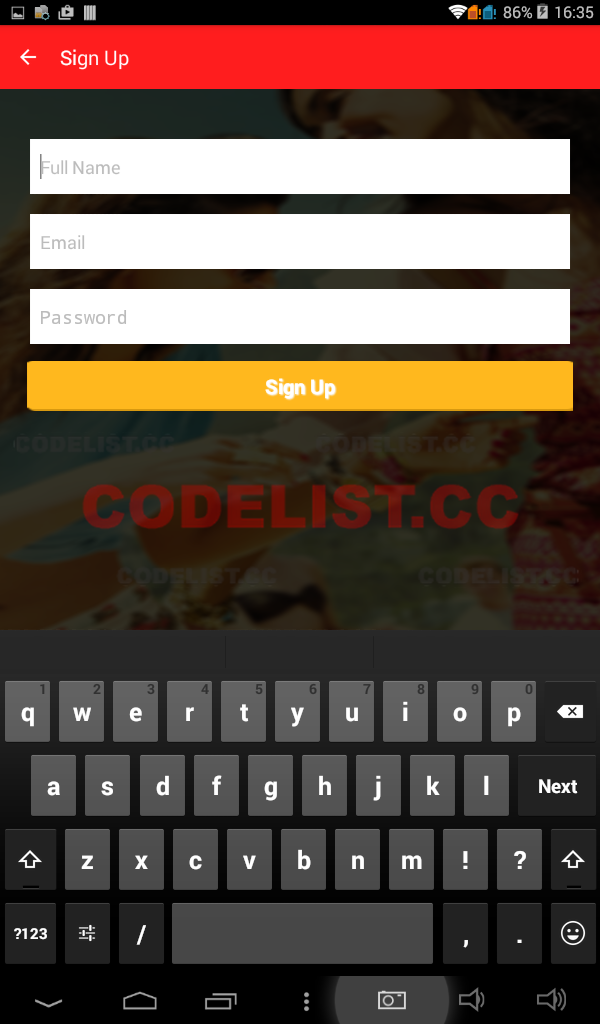 86% 16:35
Sign Up
Full Name
Email
Password
Sign Up
CODELIST.CC CODELIST.CC
CODELIST.CC
CODELIST.CC CODELIST.CC
1 2 3 4 5 6 7 8 9 0
q w e r t y u i o p
a s d f g h j k l Next
z x c v b n m ! ?
?123 / , .